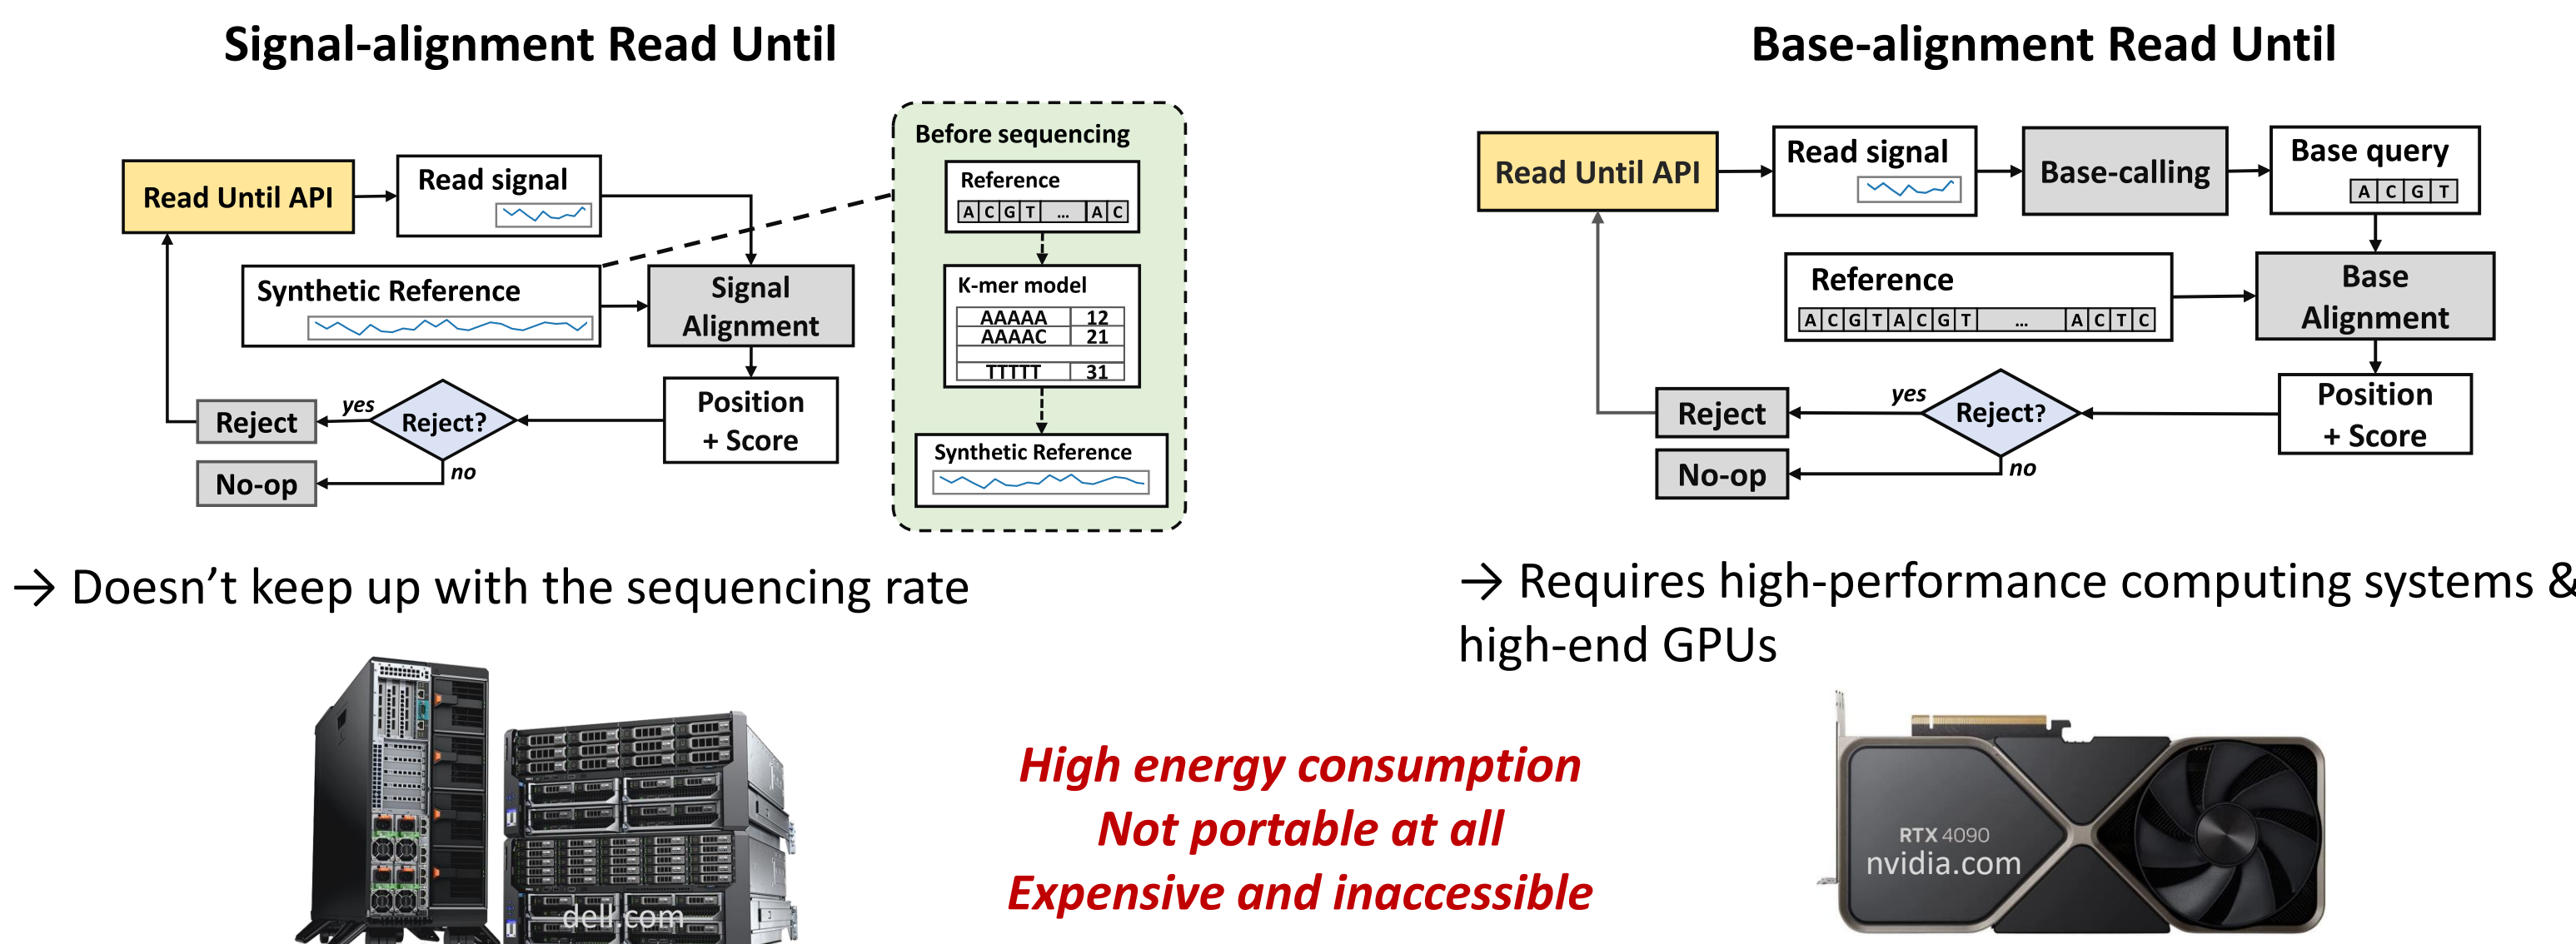 Signal-alignment Read Until
Before sequencing
Reference
A C G T ... A C
K-mer model
AAAAA 12
AAAAC 21
TTTTT 31
Synthetic Reference
Read Until API
Read signal
Synthetic Reference
Signal
Alignment
Position
+ Score
Reject?
yes
no
Reject
No-op
→ Doesn’t keep up with the sequencing rate
dell.com
Base-alignment Read Until
Read Until API
Read signal
Base-calling
Base query
A C G T
Reference
A C G T A C G T ... A C T C
Base
Alignment
Position
+ Score
Reject?
yes
no
Reject
No-op
→ Requires high-performance computing systems &
high-end GPUs
High energy consumption
Not portable at all
Expensive and inaccessible
RTX 4090
nvidia.com